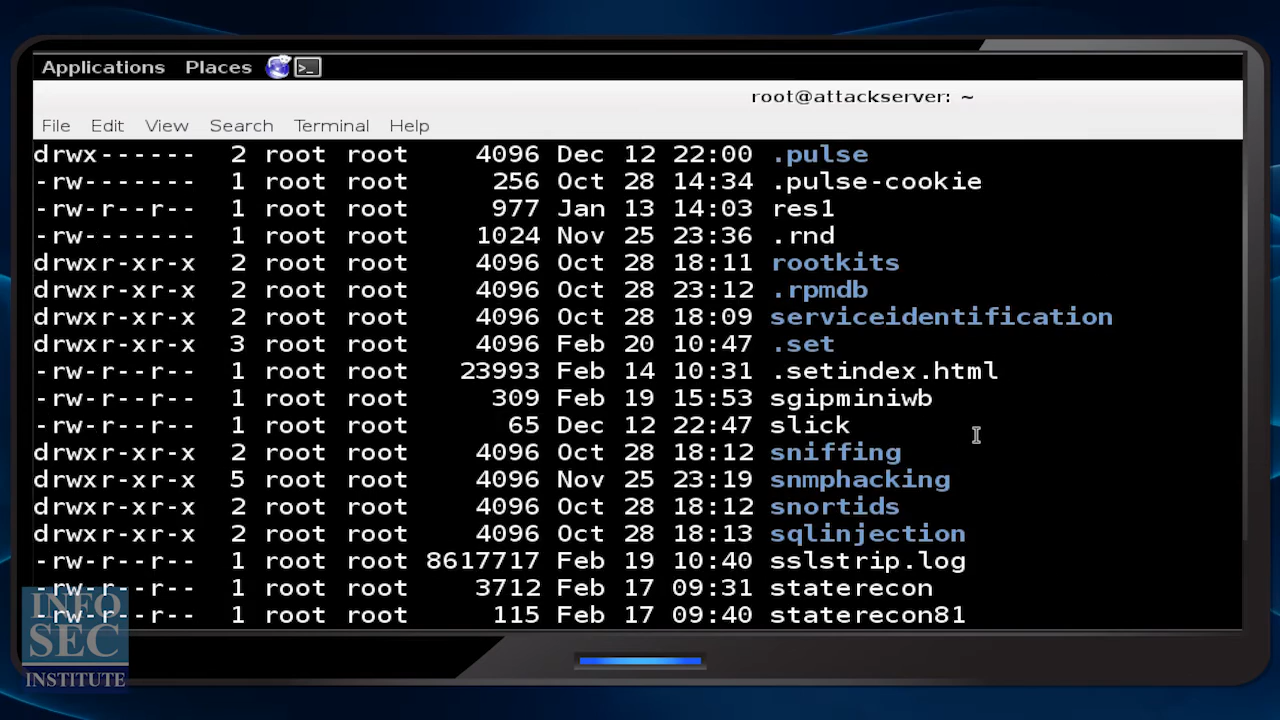 Applications Places
root@attackserver: ~
File Edit View Search Terminal Help
drwx------ 2 root root 4096 Dec 12 22:00 .pulse
-rw------- 1 root root 256 Oct 28 14:34 .pulse-cookie
-rw-r--r-- 1 root root 977 Jan 13 14:03 res1
-rw------- 1 root root 1024 Nov 25 23:36 .rnd
drwxr-xr-x 2 root root 4096 Oct 28 18:11 rootkits
drwxr-xr-x 2 root root 4096 Oct 28 23:12 .rpmdb
drwxr-xr-x 2 root root 4096 Oct 28 18:09 serviceidentification
drwxr-xr-x 3 root root 4096 Feb 20 10:47 .set
-rw-r--r-- 1 root root 23993 Feb 14 10:31 .setindex.html
-rw-r--r-- 1 root root 309 Feb 19 15:53 sgipminiwb
-rw-r--r-- 1 root root 65 Dec 12 22:47 slick
drwxr-xr-x 2 root root 4096 Oct 28 18:12 sniffing
drwxr-xr-x 5 root root 4096 Nov 25 23:19 snmphacking
drwxr-xr-x 2 root root 4096 Oct 28 18:12 snortids
drwxr-xr-x 2 root root 4096 Oct 28 18:13 sqlinjection
-rw-r--r-- 1 root root 8617717 Feb 19 10:40 sslstrip.log
-rw-r--r-- 1 root root 3712 Feb 17 09:31 staterecon
-rw-r--r-- 1 root root 115 Feb 17 09:40 staterecon81
INFO
SEC
INSTITUTE